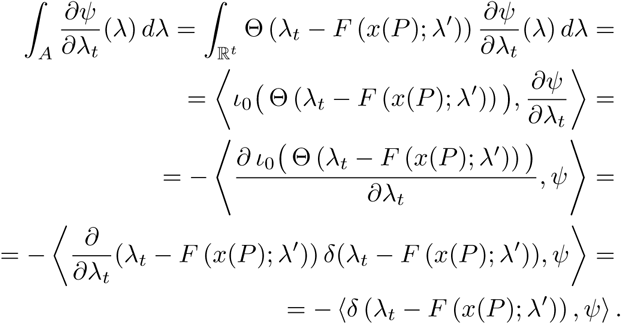 ∫_A ∂ψ/∂λ_t (λ) dλ = ∫_{ℝ^t} Θ (λ_t − F (x(P); λ′)) ∂ψ/∂λ_t (λ) dλ =
= ⟨ ι_0( Θ (λ_t − F (x(P); λ′)) ), ∂ψ/∂λ_t ⟩ =
= − ⟨ ∂ ι_0( Θ (λ_t − F (x(P); λ′)) ) / ∂λ_t , ψ ⟩ =
= − ⟨ ∂/∂λ_t (λ_t − F (x(P); λ′)) δ(λ_t − F (x(P); λ′)), ψ ⟩ =
= − ⟨δ (λ_t − F (x(P); λ′)) , ψ⟩ .